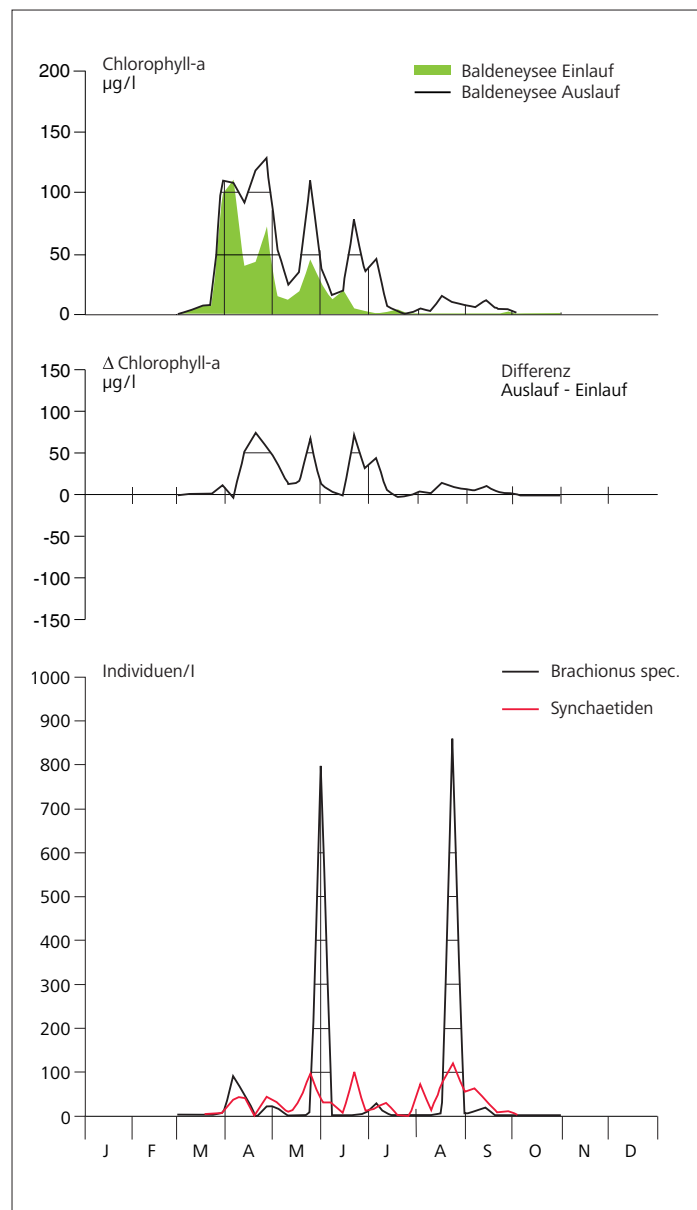 Chlorophyll-a
µg/l
Baldeneysee Einlauf
Baldeneysee Auslauf
200
150
100
50
0
Δ Chlorophyll-a
µg/l
Differenz
Auslauf - Einlauf
150
100
50
0
-50
-100
-150
Individuen/l
Brachionus spec.
Synchaetiden
1000
900
800
700
600
500
400
300
200
100
0
J F M A M J J A S O N D